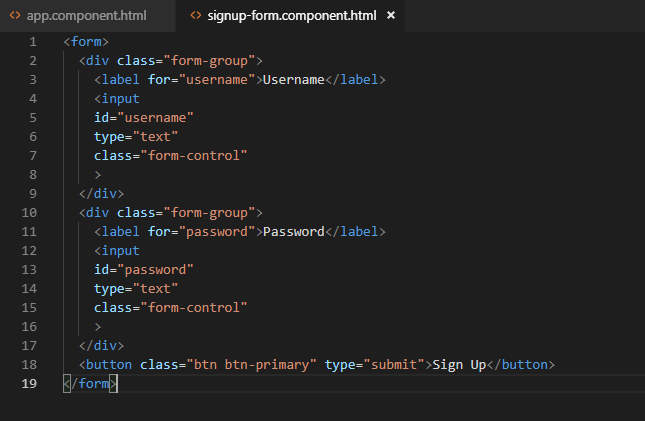 <> app.component.html <> signup-form.component.html ×
1 <form>
2 <div class="form-group">
3 <label for="username">Username</label>
4 <input
5 id="username"
6 type="text"
7 class="form-control"
8 >
9 </div>
10 <div class="form-group">
11 <label for="password">Password</label>
12 <input
13 id="password"
14 type="text"
15 class="form-control"
16 >
17 </div>
18 <button class="btn btn-primary" type="submit">Sign Up</button>
19 </form>